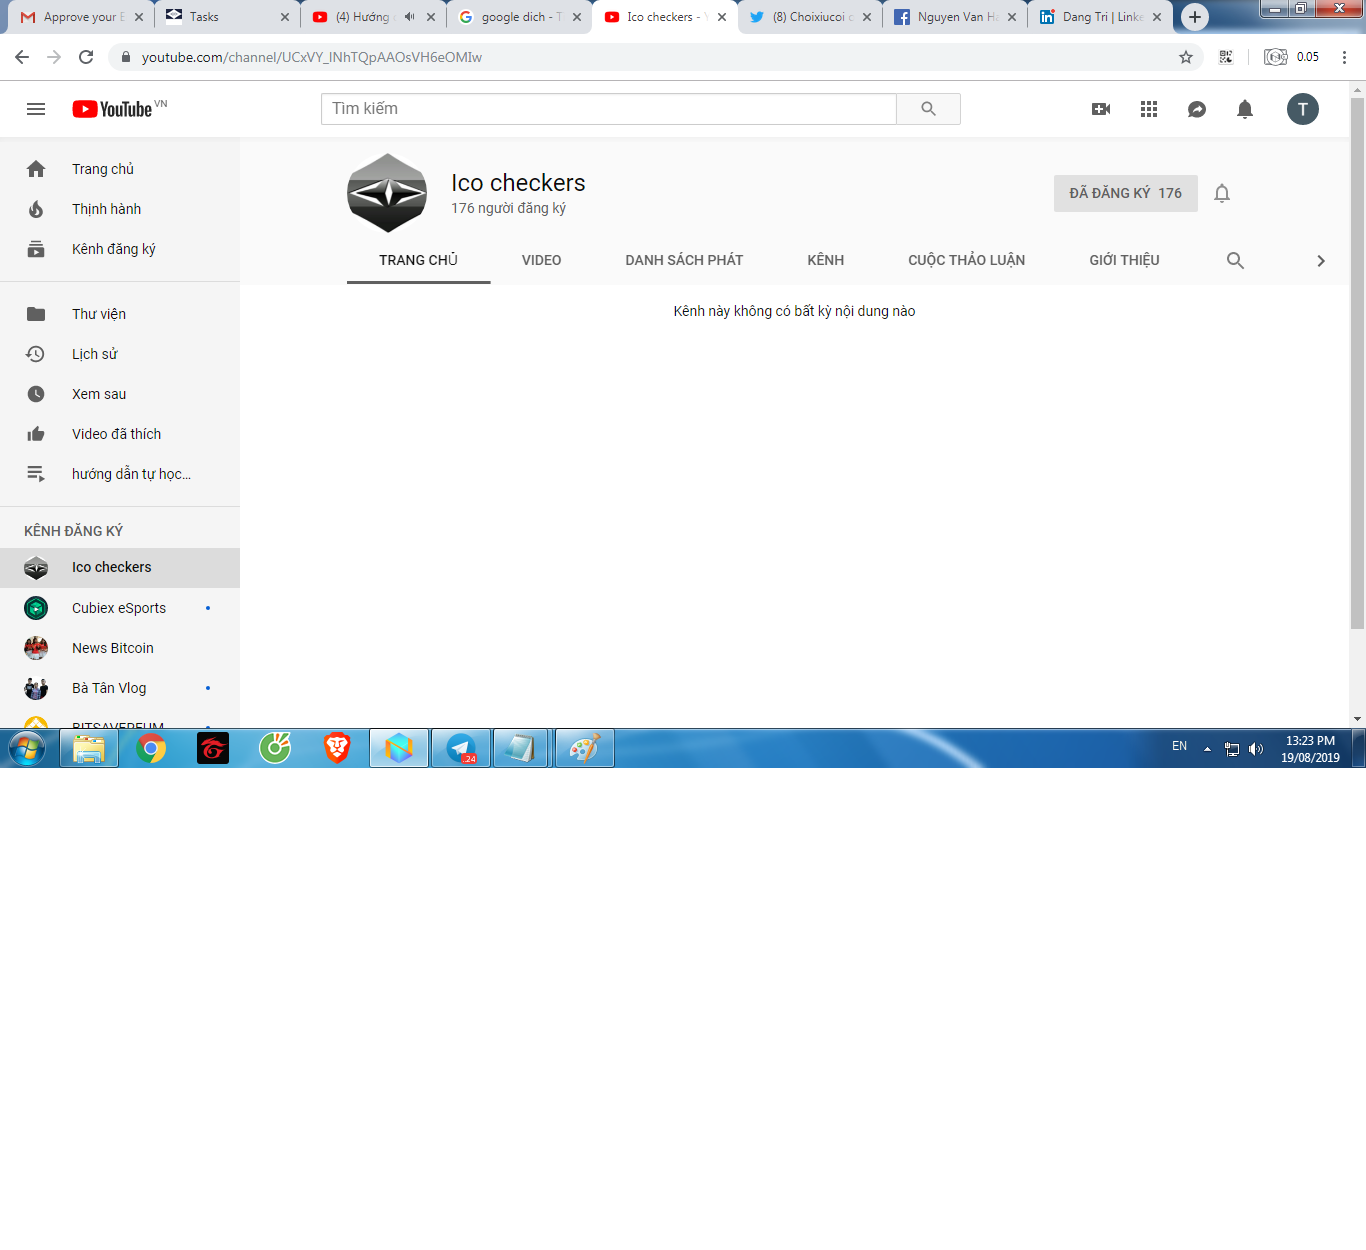 Approve your E
Tasks
(4) Hướng
google dich - T
Ico checkers - Y
(8) Choixiucoi
Nguyen Van Ha
Dang Tri | Linke
youtube.com/channel/UCxVY_lNhTQpAAOsVH6eOMIw
0.05
YouTube VN
Tìm kiếm
T
Trang chủ
Thịnh hành
Kênh đăng ký
Thư viện
Lịch sử
Xem sau
Video đã thích
hướng dẫn tự học...
KÊNH ĐĂNG KÝ
Ico checkers
Cubiex eSports
News Bitcoin
Bà Tân Vlog
BITSAVEREUM
Ico checkers
176 người đăng ký
ĐÃ ĐĂNG KÝ 176
TRANG CHỦ
VIDEO
DANH SÁCH PHÁT
KÊNH
CUỘC THẢO LUẬN
GIỚI THIỆU
Kênh này không có bất kỳ nội dung nào
.24
EN
13:23 PM
19/08/2019